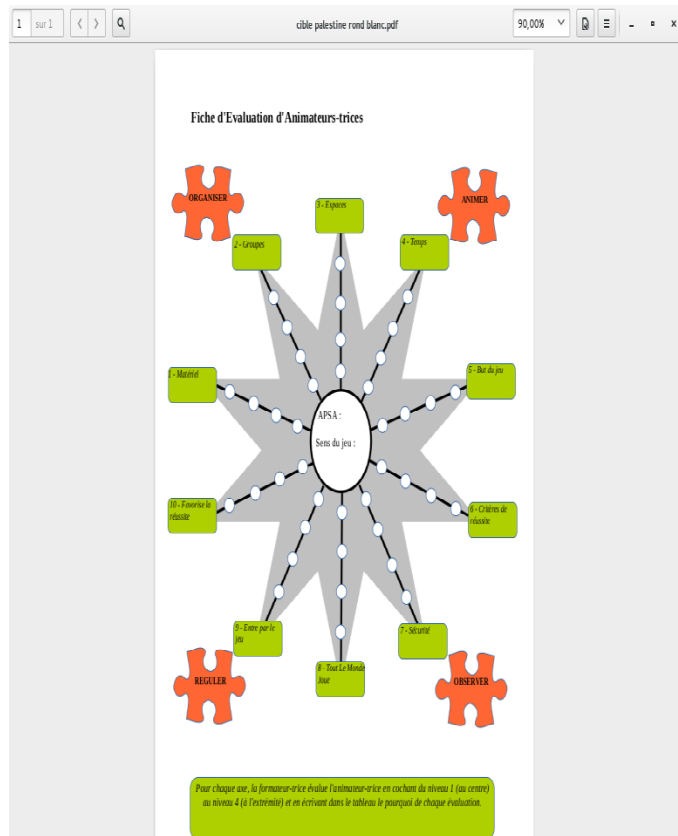 1 sur 1
cible palestine rond blanc.pdf
90,00%
Fiche d'Evaluation d'Animateurs-trices
ORGANISER
ANIMER
3 - Espaces
2 - Groupes
4 - Temps
1 - Matériel
5 - But du jeu
APSA :
Sens du jeu :
10 - Favorise la
réussite
6 - Critères de
réussite
9 - Entre par le
jeu
7 - Sécurité
8 - Tout Le Monde
Joue
REGULER
OBSERVER
Pour chaque axe, la formateur-trice évalue l'animateur-trice en cochant du niveau 1 (au centre)
au niveau 4 (à l'extrémité) et en écrivant dans le tableau le pourquoi de chaque évaluation.